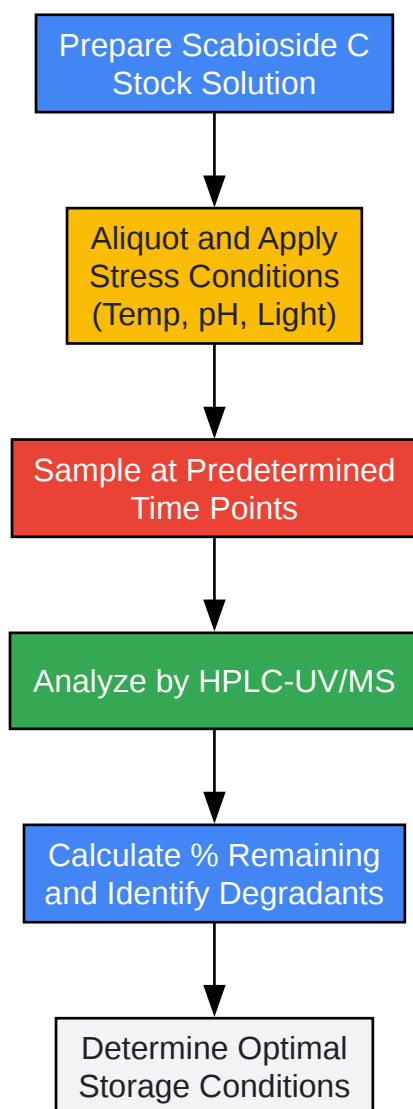 Prepare Scabioside C
Stock Solution
Aliquot and Apply
Stress Conditions
(Temp, pH, Light)
Sample at Predetermined
Time Points
Analyze by HPLC-UV/MS
Calculate % Remaining
and Identify Degradants
Determine Optimal
Storage Conditions